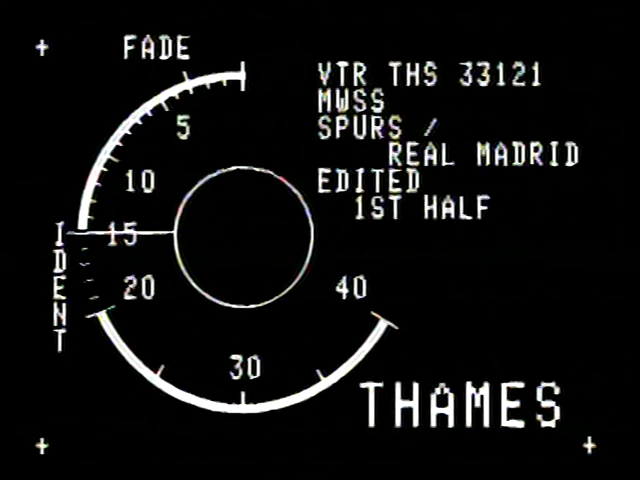 FADE
VTR THS 33121
MWSS
SPURS /
REAL MADRID
EDITED
1ST HALF
5
10
15
20
30
40
IDENT
THAMES